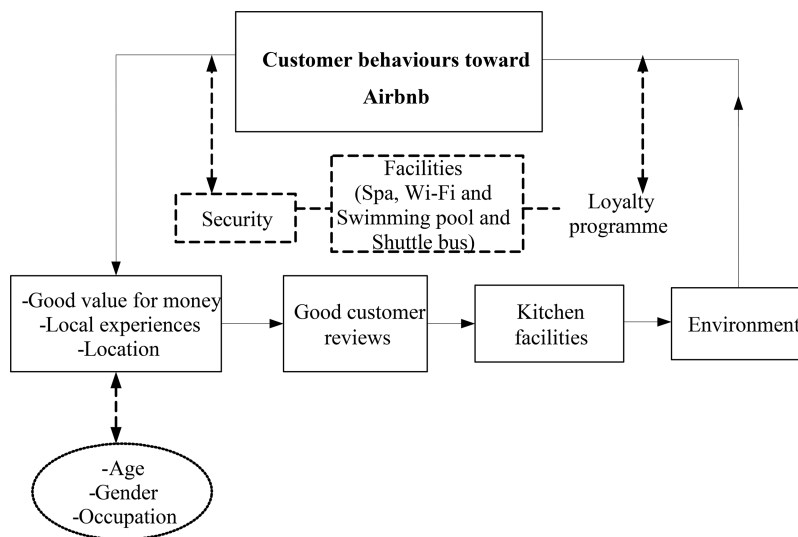 Customer behaviours toward
Airbnb
Facilities
(Spa, Wi-Fi and
Swimming pool and
Shuttle bus)
Security
Loyalty
programme
-Good value for money
-Local experiences
-Location
Good customer
reviews
Kitchen
facilities
Environment
-Age
-Gender
-Occupation